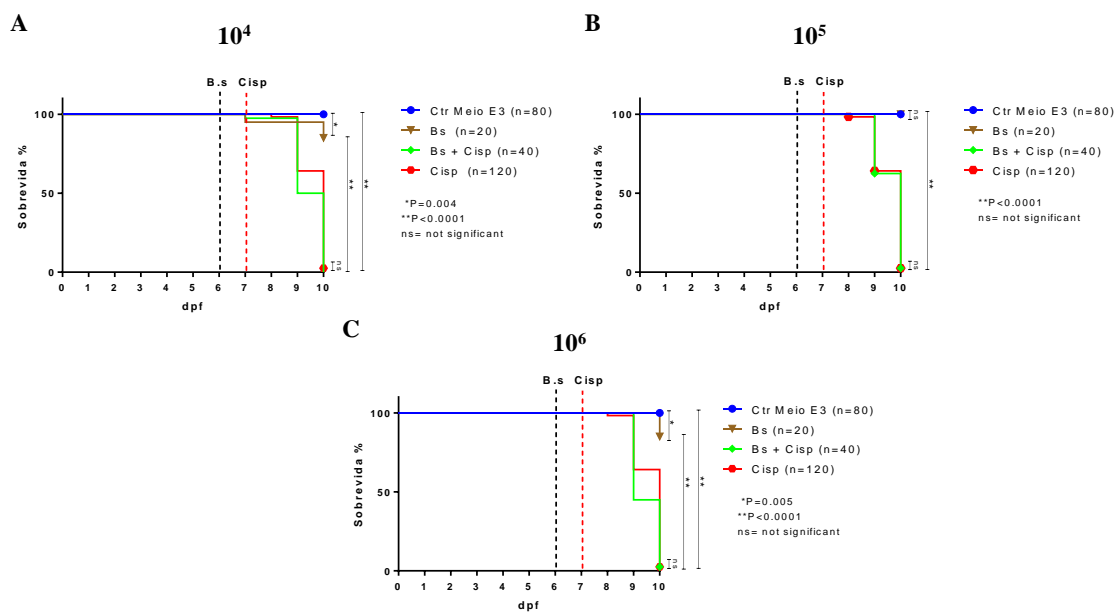 A
10⁴
B.s Cisp
100
50
0
Sobrevida %
0 1 2 3 4 5 6 7 8 9 10
dpf
Ctr Meio E3 (n=80)
Bs (n=20)
Bs + Cisp (n=40)
Cisp (n=120)
*P=0.004
**P<0.0001
ns= not significant
*
**
**
ns
B
10⁵
B.s Cisp
100
50
0
Sobrevida %
0 1 2 3 4 5 6 7 8 9 10
dpf
Ctr Meio E3 (n=80)
Bs (n=20)
Bs + Cisp (n=40)
Cisp (n=120)
**P<0.0001
ns= not significant
ns
**
ns
C
10⁶
B.s Cisp
100
50
0
Sobrevida %
0 1 2 3 4 5 6 7 8 9 10
dpf
Ctr Meio E3 (n=80)
Bs (n=20)
Bs + Cisp (n=40)
Cisp (n=120)
*P=0.005
**P<0.0001
ns= not significant
*
**
**
ns